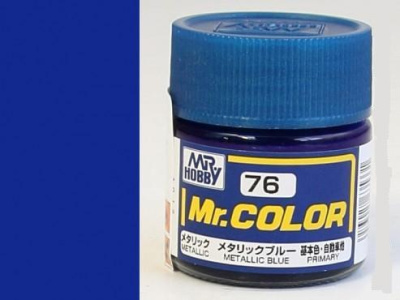 MR
HOBBY
76
Mr.COLOR
メタリック メタリックブルー 基本色・自動車他
METALLIC METALLIC BLUE PRIMARY